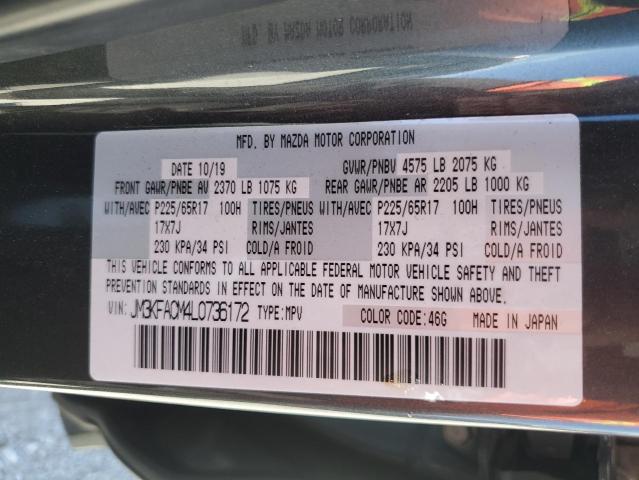 MFD. BY MAZDA MOTOR CORPORATION
MFD. BY MAZDA MOTOR CORPORATION
DATE 10/19 GVWR/PNBV 4575 LB 2075 KG
FRONT GAWR/PNBE AV 2370 LB 1075 KG REAR GAWR/PNBE AR 2205 LB 1000 KG
WITH/AVEC P225/65R17 100H TIRES/PNEUS WITH/AVEC P225/65R17 100H TIRES/PNEUS
17X7J RIMS/JANTES 17X7J RIMS/JANTES
230 KPA/34 PSI COLD/A FROID 230 KPA/34 PSI COLD/A FROID
THIS VEHICLE CONFORMS TO ALL APPLICABLE FEDERAL MOTOR VEHICLE SAFETY AND THEFT
PREVENTION STANDARDS IN EFFECT ON THE DATE OF MANUFACTURE SHOWN ABOVE.
VIN: JM3KFACM4L0736172 TYPE:MPV COLOR CODE:46G MADE IN JAPAN